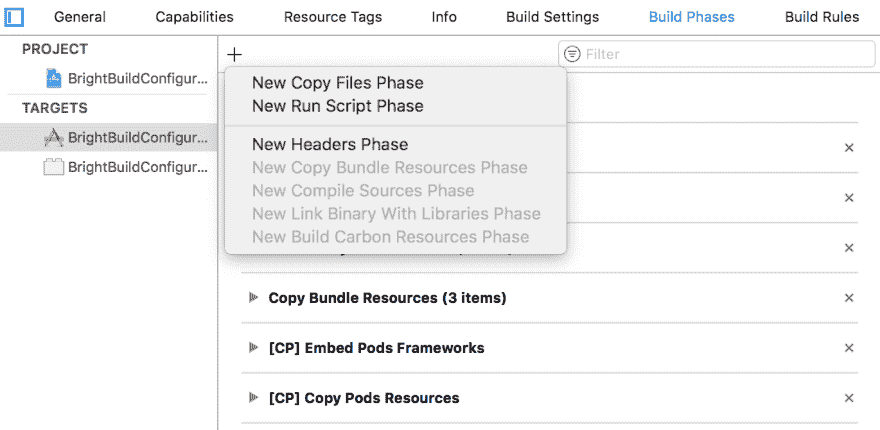 General Capabilities Resource Tags Info Build Settings Build Phases Build Rules
PROJECT
BrightBuildConfigur...
TARGETS
BrightBuildConfigur...
BrightBuildConfigur...
+
Filter
New Copy Files Phase
New Run Script Phase
New Headers Phase
New Copy Bundle Resources Phase
New Compile Sources Phase
New Link Binary With Libraries Phase
New Build Carbon Resources Phase
Copy Bundle Resources (3 items)
[CP] Embed Pods Frameworks
[CP] Copy Pods Resources